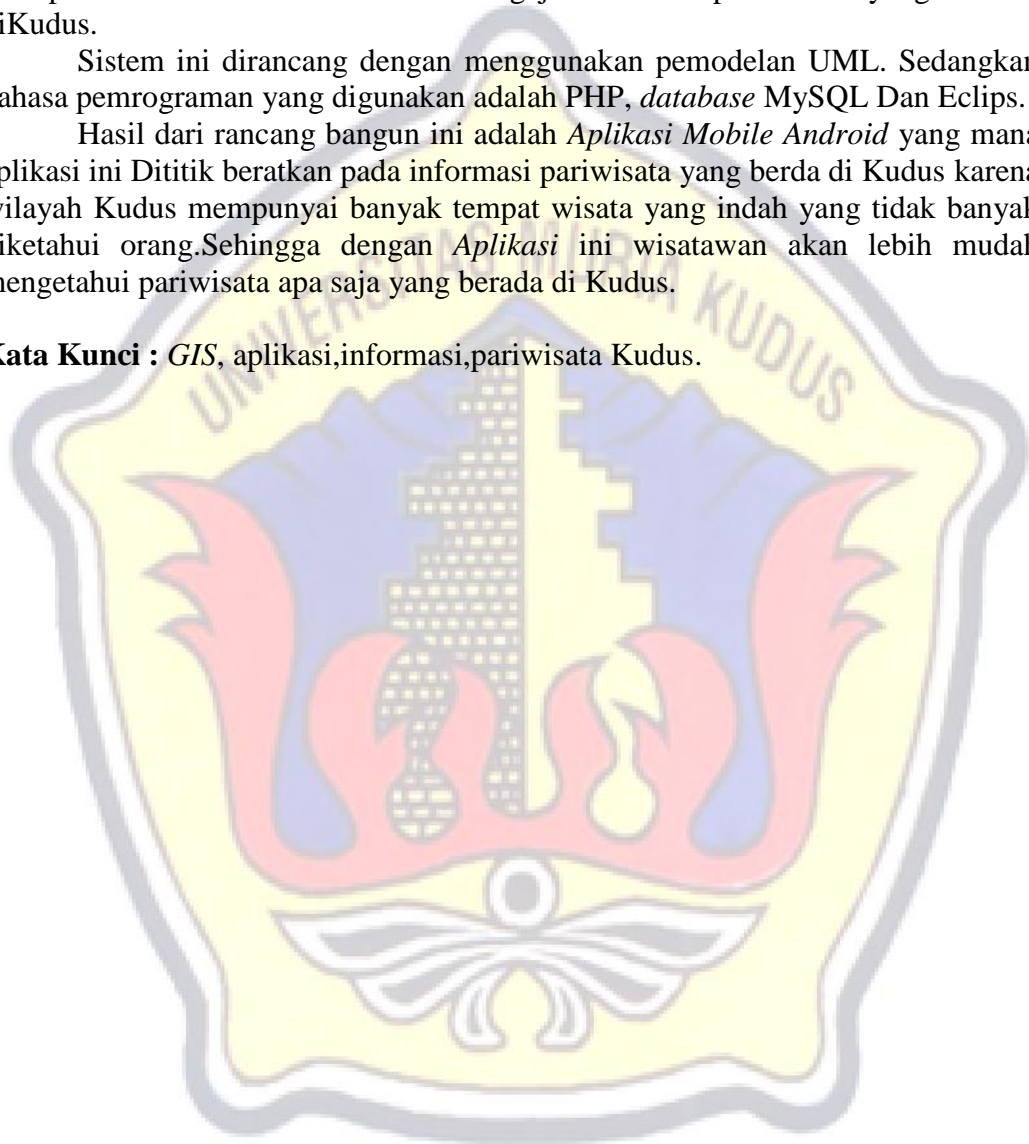 diKudus.
Sistem ini dirancang dengan menggunakan pemodelan UML. Sedangkan
bahasa pemrograman yang digunakan adalah PHP, database MySQL Dan Eclips.
Hasil dari rancang bangun ini adalah Aplikasi Mobile Android yang mana
aplikasi ini Dititik beratkan pada informasi pariwisata yang berda di Kudus karena
wilayah Kudus mempunyai banyak tempat wisata yang indah yang tidak banyak
diketahui orang.Sehingga dengan Aplikasi ini wisatawan akan lebih mudah
mengetahui pariwisata apa saja yang berada di Kudus.
Kata Kunci : GIS, aplikasi,informasi,pariwisata Kudus.
UNIVERSITAS MURIA KUDUS